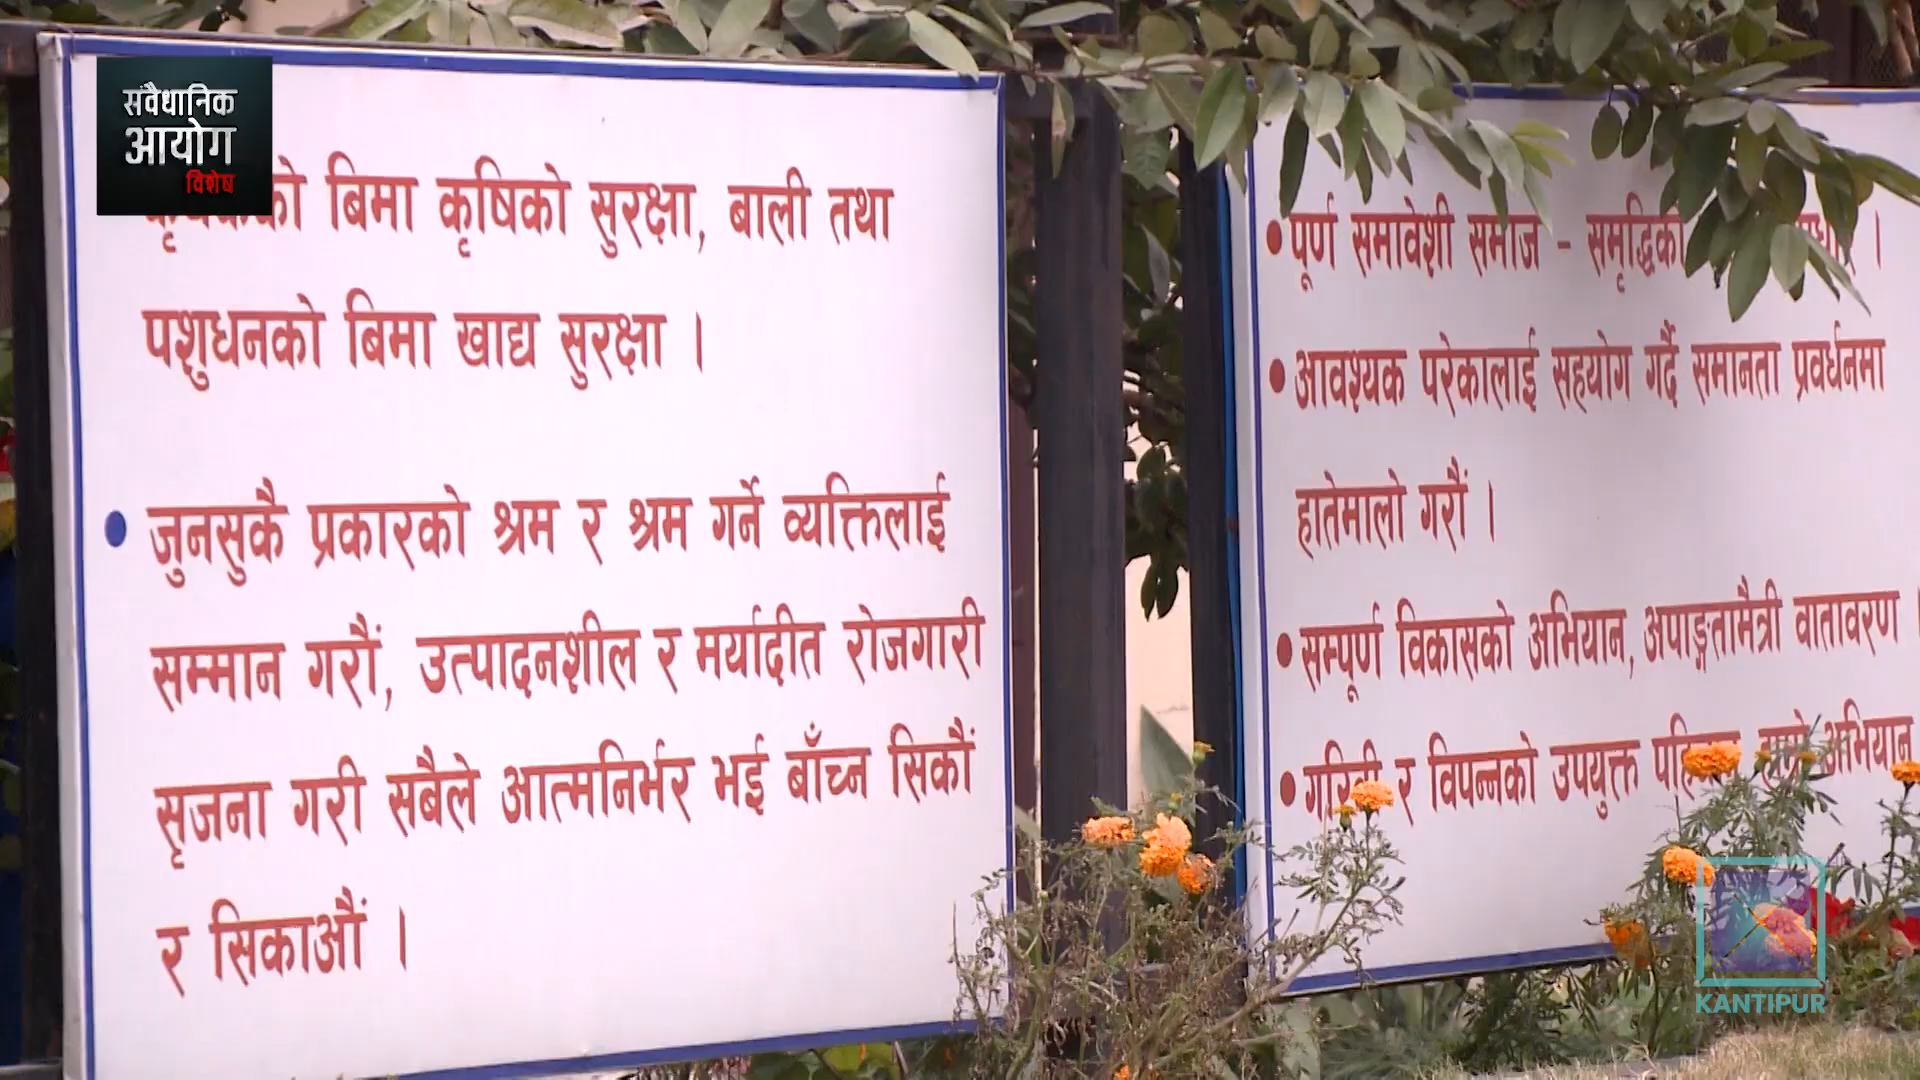 संवैधानिक
आयोग
विशेष
बिमा कृषिको सुरक्षा, बाली तथा
पशुधनको बिमा खाद्य सुरक्षा ।
• जुनसुकै प्रकारको श्रम र श्रम गर्ने व्यक्तिलाई
सम्मान गरौं, उत्पादनशील र मर्यादीत रोजगारी
सृजना गरी सबैले आत्मनिर्भर भई बाँच्न सिकौं
र सिकाऔं ।
• पूर्ण समावेशी समाज - समृद्धिको ।
• आवश्यक परेकालाई सहयोग गर्दै समानता प्रवर्धनमा
हातेमालो गरौं ।
• सम्पूर्ण विकासको अभियान, अपाङ्गतामैत्री वातावरण ।
• गरिबी र विपन्नको उपयुक्त हाम्रो अभियान
KANTIPUR